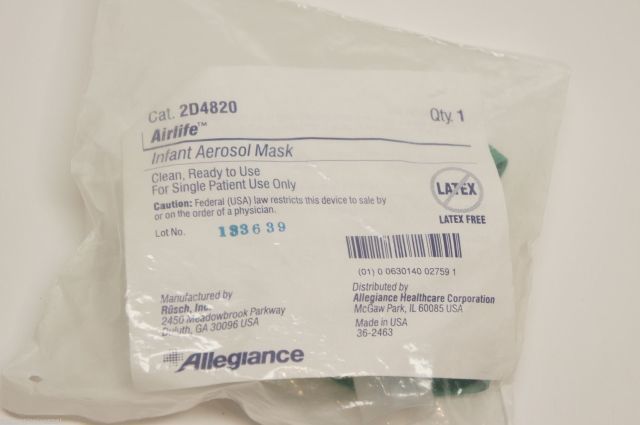 Cat. 2D4820
Qty. 1
Airlife™
Infant Aerosol Mask
Clean, Ready to Use
For Single Patient Use Only
Caution: Federal (USA) law restricts this device to sale by
or on the order of a physician.
LATEX
LATEX FREE
Lot No. 133639
(01) 0 0630140 02759 1
Manufactured by
Rüsch, Inc.
2450 Meadowbrook Parkway
Duluth, GA 30096 USA
Distributed by
Allegiance Healthcare Corporation
McGaw Park, IL 60085 USA
Made in USA
36-2463
Allegiance